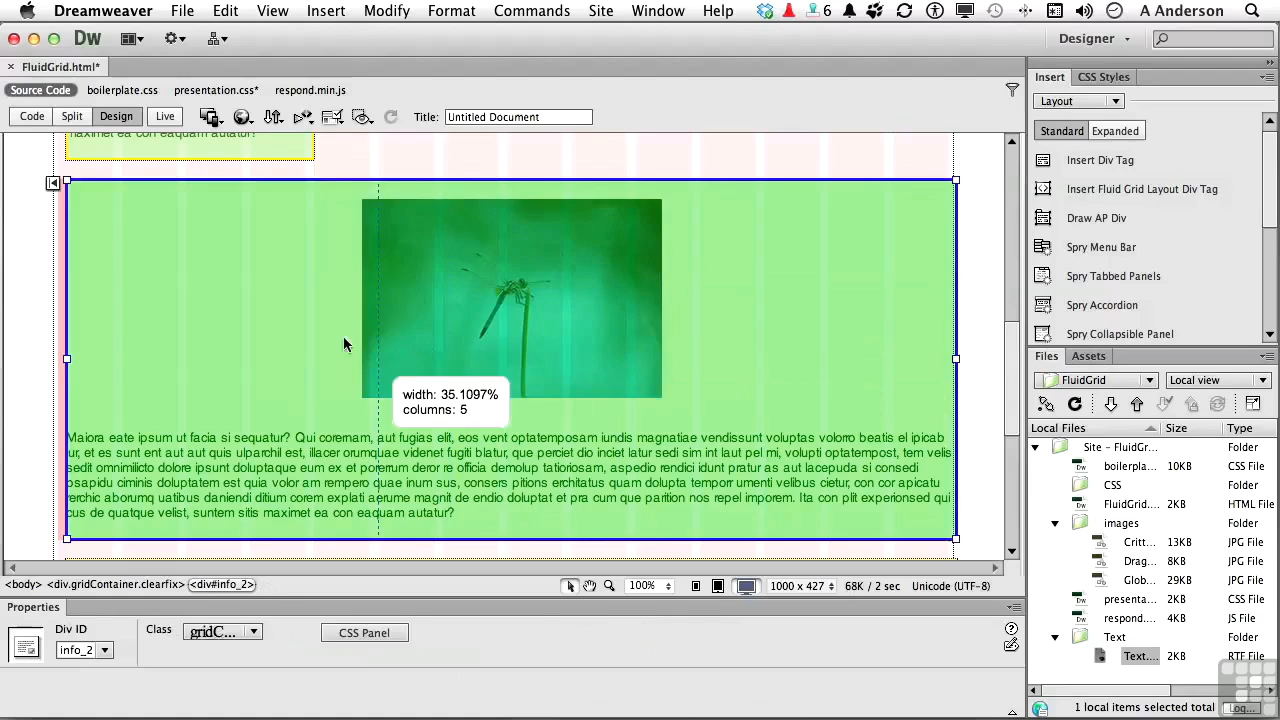 Dreamweaver File Edit View Insert Modify Format Commands Site Window Help 6 A Anderson
Dw Designer
× FluidGrid.html*
Source Code boilerplate.css presentation.css* respond.min.js
Code Split Design Live Title: Untitled Document
maximet ea con eaquam autatur?
width: 35.1097%
columns: 5
Maiora eate ipsum ut facia si sequatur? Qui corernam, aut fugias elit, eos vent optatemposam iundis magnatiae vendissunt voluptas volorro beatis el ipicab
ur, et es sunt ent aut aut quis ulparchil est, illacer orumquae videnet fugiti blatur, que perciet dio inciet latur sedi sim int laut pel mi, volupti optatempost, tem velis
sedit omnimilicto dolore ipsunt doluptaque eum ex et porerum deror re officia demolup tatiorosam, aspedio rendici idunt pratur as aut lacepuda si consedi
osapidu ciminis doluptatem est quia volor am rempero quae inum sus, consers pitions erchitatus quam dolupta temporr umenti velibus cietur, con cor apicatu
rerchic aborumq uatibus daniendi ditium corem explati aerume magnit de endio doluptat et pra cum que parition nos repel imporem. Ita con plit experionsed qui
cus de quatque velist, suntem sitis maximet ea con eaquam autatur?
<body> <div.gridContainer.clearfix> <div#info_2> 100% 1000 x 427 68K / 2 sec Unicode (UTF-8)
Properties
Div ID Class gridC... CSS Panel
info_2
Insert CSS Styles
Layout
Standard Expanded
Insert Div Tag
Insert Fluid Grid Layout Div Tag
Draw AP Div
Spry Menu Bar
Spry Tabbed Panels
Spry Accordion
Spry Collapsible Panel
Files Assets
FluidGrid Local view
Local Files Size Type
Site - FluidGr... Folder
boilerpla... 10KB CSS File
CSS Folder
FluidGrid.... 2KB HTML File
images Folder
Critt... 13KB JPG File
Drag... 8KB JPG File
Glob... 29KB JPG File
presenta... 2KB CSS File
respond.... 4KB JS File
Text Folder
Text.... 2KB RTF File
1 local items selected total Log...